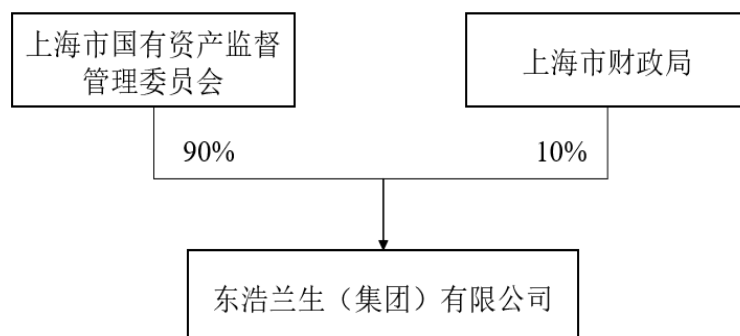 上海市国有资产监督
管理委员会
上海市财政局
90%
10%
东浩兰生（集团）有限公司